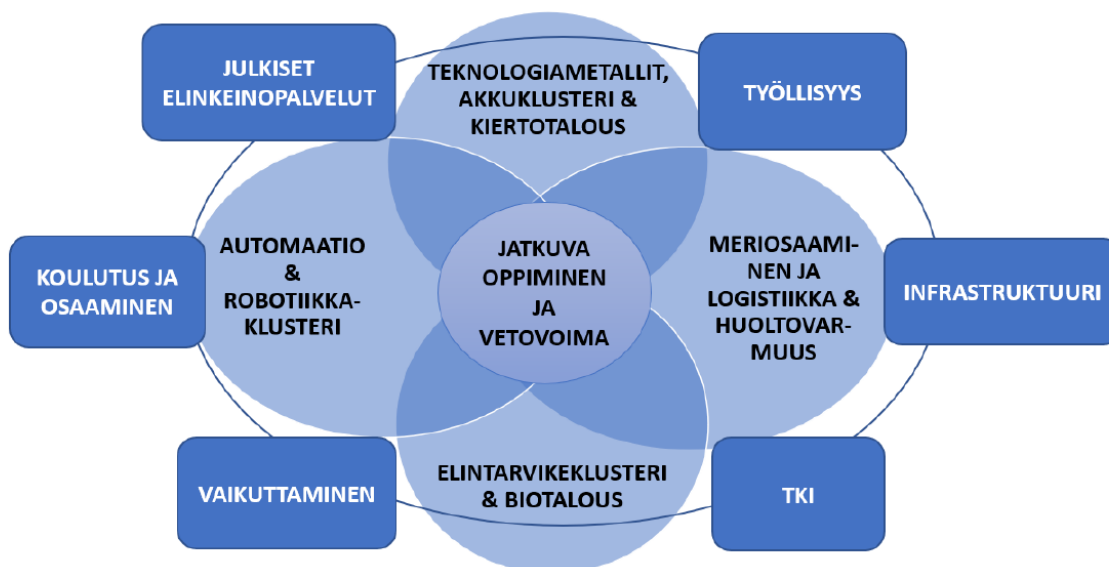 JULKISET
ELINKEINOPALVELUT
TEKNOLOGIAMETALLIT,
AKKUKLUSTERI &
KIERTOTALOUS
TYÖLLISYYS
KOULUTUS JA
OSAAMINEN
AUTOMAATIO
&
ROBOTIIKKA-
KLUSTERI
JATKUVA
OPPIMINEN
JA
VETOVOIMA
MERIOSAAMI-
NEN JA
LOGISTIIKKA &
HUOLTOVAR-
MUUS
INFRASTRUKTUURI
VAIKUTTAMINEN
ELINTARVIKEKLUSTERI
& BIOTALOUS
TKI